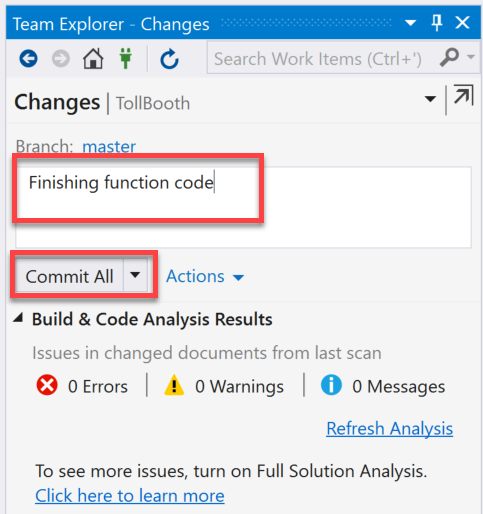 Team Explorer - Changes
Search Work Items (Ctrl+')
Changes | TollBooth
Branch: master
Finishing function code
Commit All Actions
Build & Code Analysis Results
Issues in changed documents from last scan
0 Errors | 0 Warnings | 0 Messages
Refresh Analysis
To see more issues, turn on Full Solution Analysis.
Click here to learn more